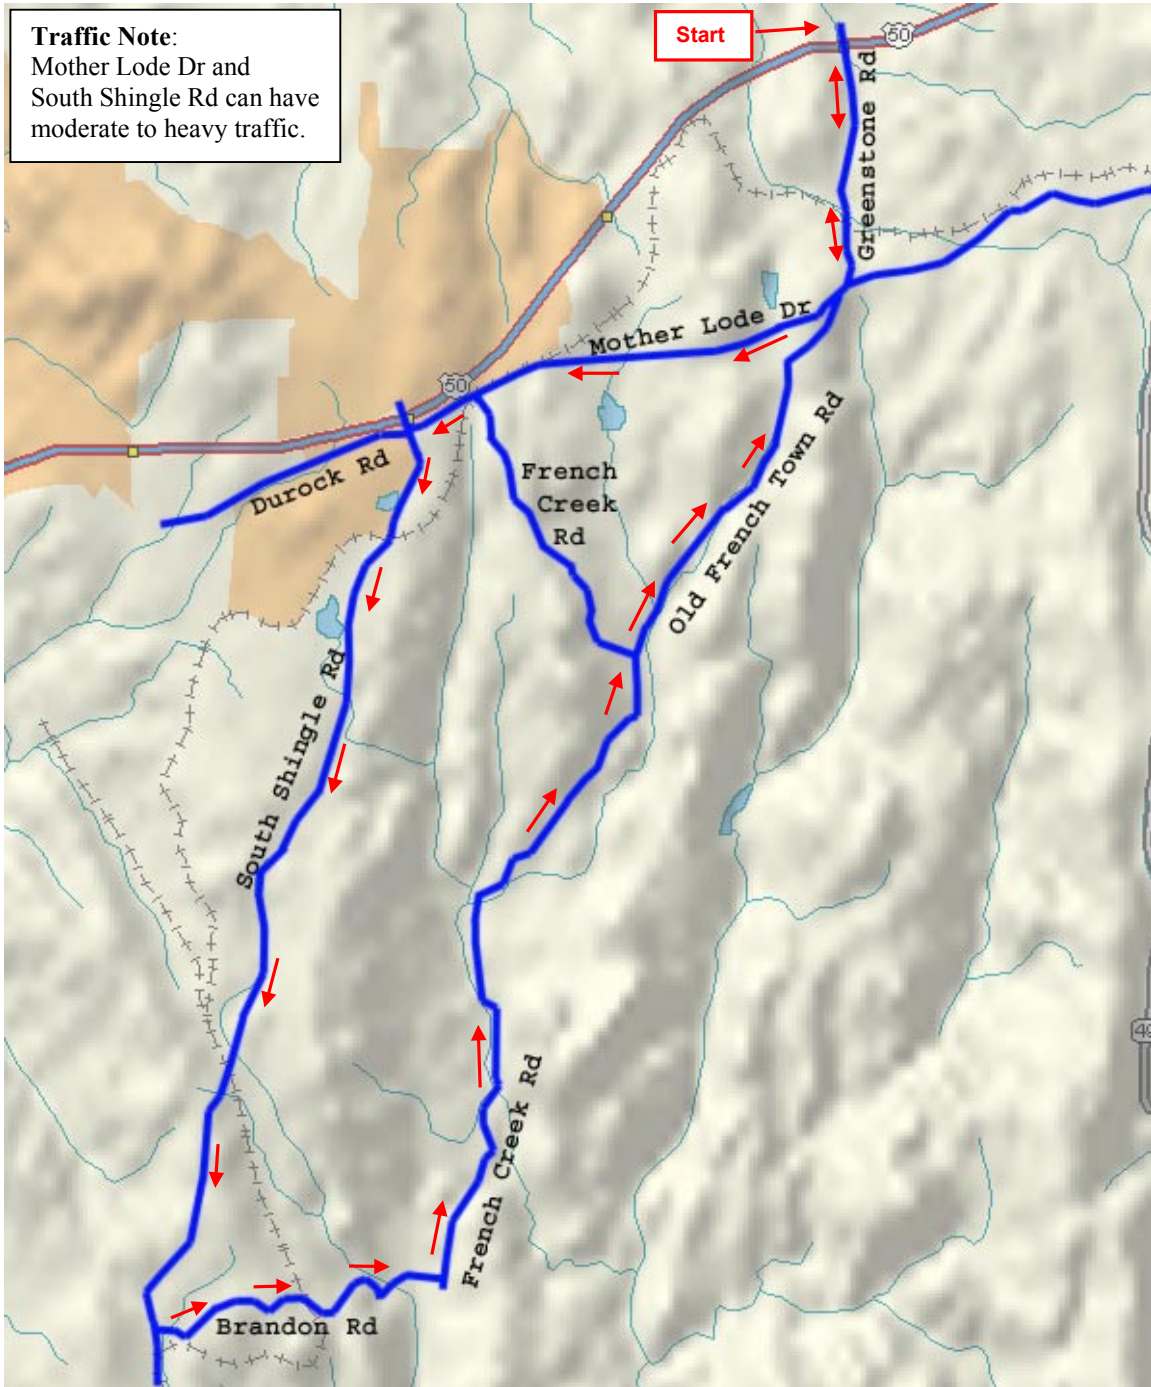 Traffic Note:
Mother Lode Dr and
South Shingle Rd can have
moderate to heavy traffic.
Start
50
Greenstone Rd
Mother Lode Dr
50
Durock Rd
French
Creek
Rd
Old French Town Rd
South Shingle Rd
French Creek Rd
Brandon Rd